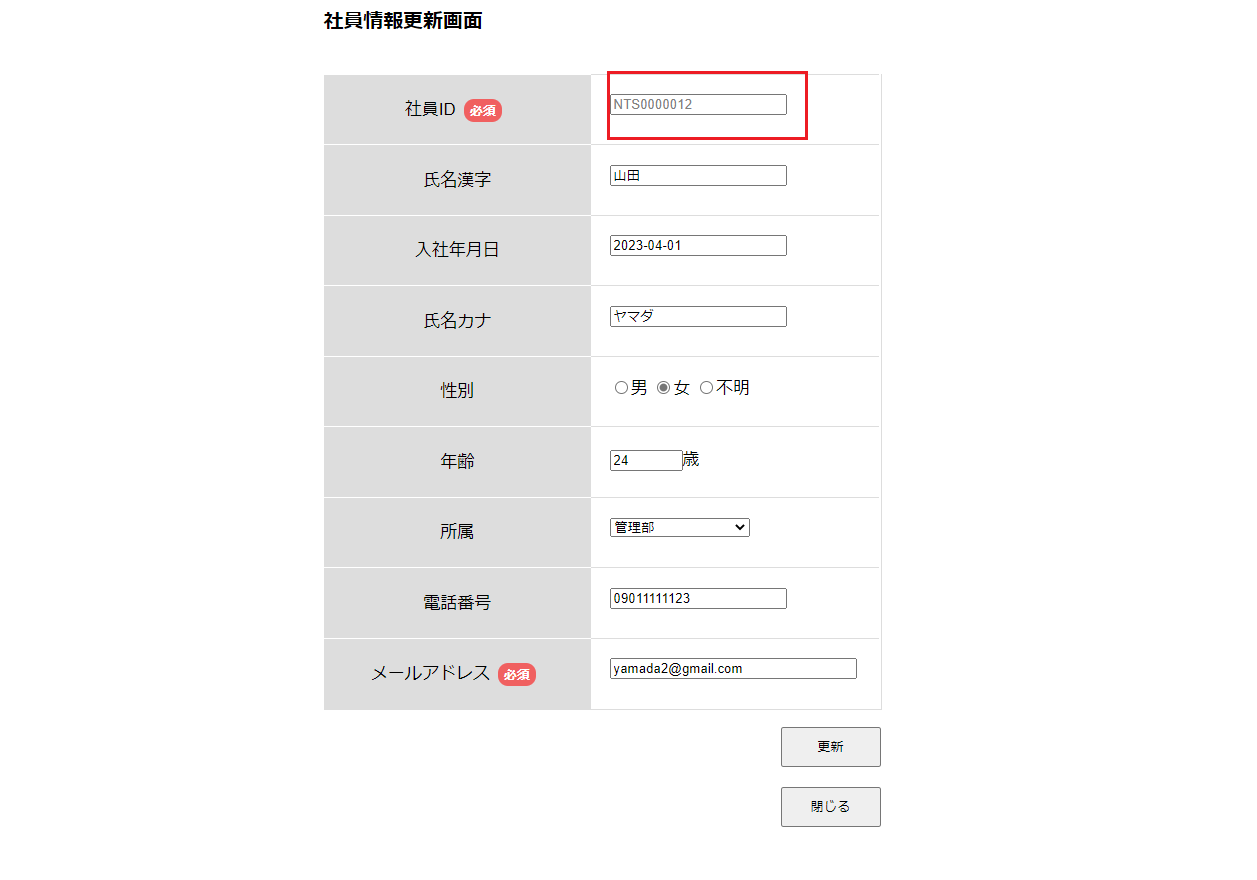 社員情報更新画面
社員ID 必須 NTS0000012
氏名漢字 山田
入社年月日 2023-04-01
氏名カナ ヤマダ
性別 男 女 不明
年齢 24 歳
所属 管理部
電話番号 09011111123
メールアドレス 必須 yamada2@gmail.com
更新
閉じる